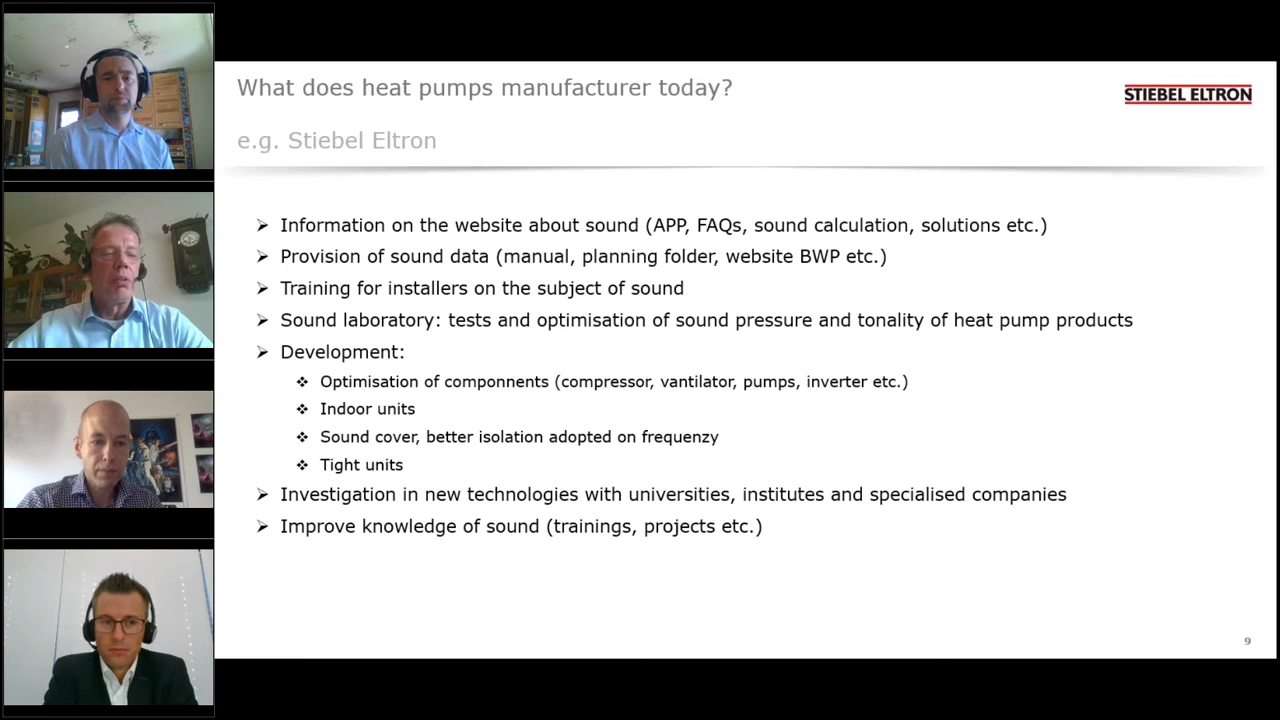 What does heat pumps manufacturer today?
STIEBEL ELTRON
e.g. Stiebel Eltron
Information on the website about sound (APP, FAQs, sound calculation, solutions etc.)
Provision of sound data (manual, planning folder, website BWP etc.)
Training for installers on the subject of sound
Sound laboratory: tests and optimisation of sound pressure and tonality of heat pump products
Development:
Optimisation of componnents (compressor, vantilator, pumps, inverter etc.)
Indoor units
Sound cover, better isolation adopted on frequenzy
Tight units
Investigation in new technologies with universities, institutes and specialised companies
Improve knowledge of sound (trainings, projects etc.)
9